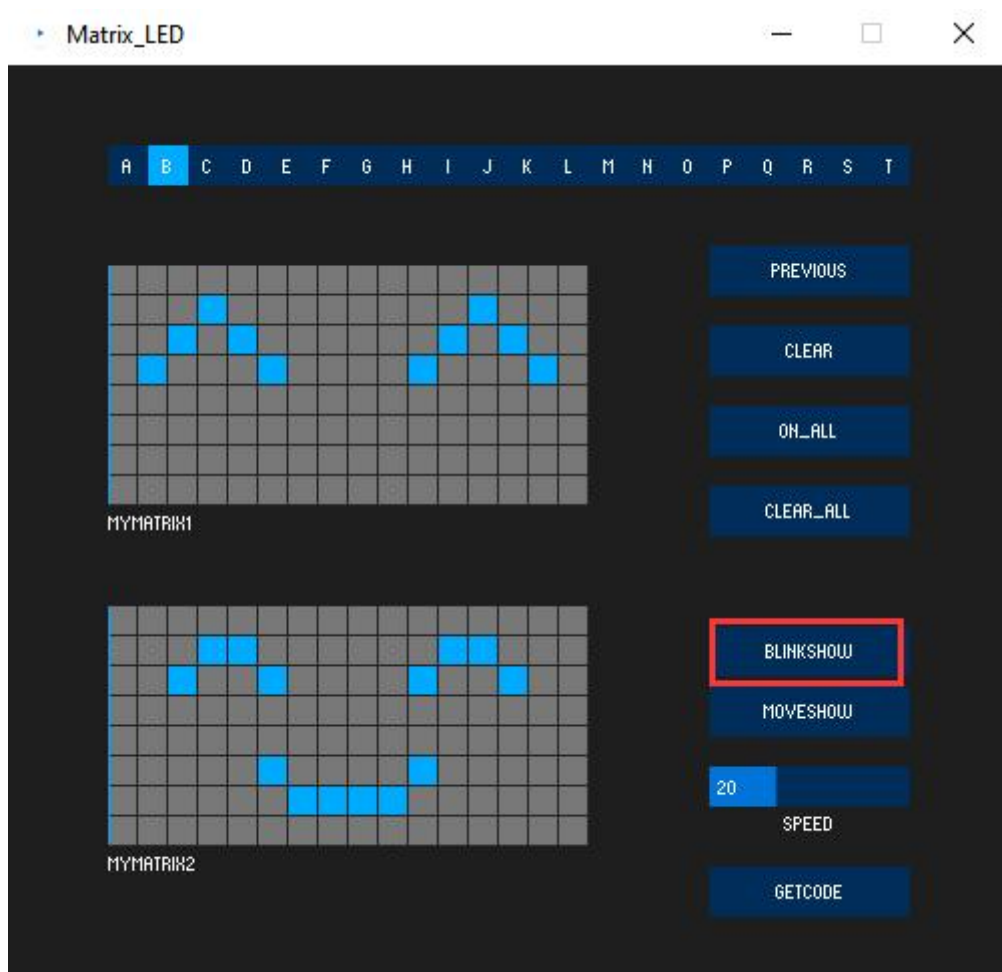 Matrix_LED
A B C D E F G H I J K L M N O P Q R S T
PREVIOUS
CLEAR
ON_ALL
CLEAR_ALL
MYMATRIX1
BLINKSHOW
MOVESHOW
20
SPEED
MYMATRIX2
GETCODE